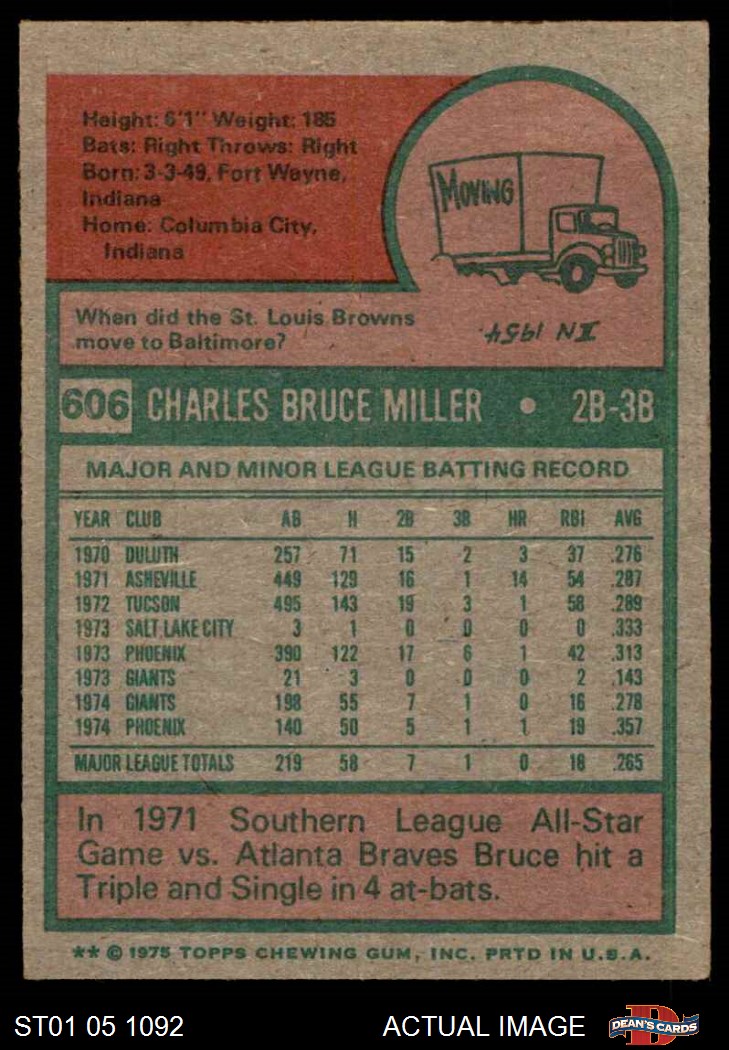 Height: 6'1" Weight: 185
Bats: Right Throws: Right
Born: 3-3-49, Fort Wayne,
Indiana
Home: Columbia City,
Indiana
MOVING
When did the St. Louis Browns
move to Baltimore?
IN 1954.
606 CHARLES BRUCE MILLER • 2B-3B
MAJOR AND MINOR LEAGUE BATTING RECORD
YEAR CLUB AB H 2B 3B HR RBI AVG
1970 DULUTH 257 71 15 2 3 37 .276
1971 ASHEVILLE 449 129 16 1 14 54 .287
1972 TUCSON 495 143 19 3 1 58 .289
1973 SALT LAKE CITY 3 1 0 0 0 0 .333
1973 PHOENIX 390 122 17 6 1 42 .313
1973 GIANTS 21 3 0 0 0 2 .143
1974 GIANTS 198 55 7 1 0 16 .278
1974 PHOENIX 140 50 5 1 1 19 .357
MAJOR LEAGUE TOTALS 219 58 7 1 0 18 .265
In 1971 Southern League All-Star
Game vs. Atlanta Braves Bruce hit a
Triple and Single in 4 at-bats.
** © 1975 TOPPS CHEWING GUM, INC. PRTD IN U.S.A.
ST01 05 1092 ACTUAL IMAGE DEAN'S CARDS